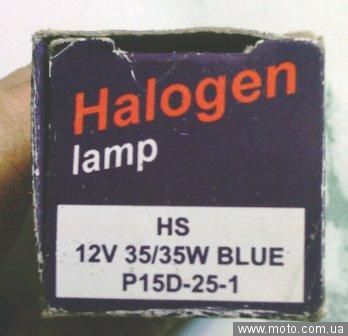 Halogen
lamp
HS
12V 35/35W BLUE
P15D-25-1
www.moto.com.ua